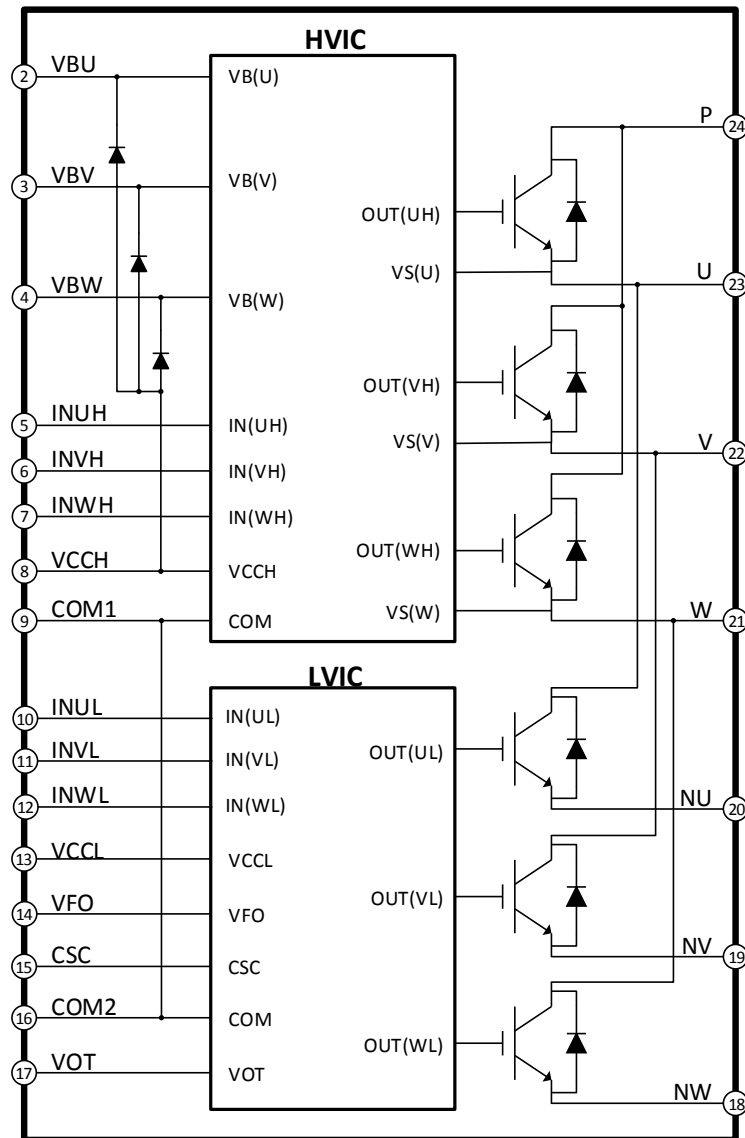 HVIC
2 VBU VB(U)
P 24
3 VBV VB(V)
OUT(UH)
VS(U) U 23
4 VBW VB(W)
OUT(VH)
5 INUH IN(UH)
VS(V) V 22
6 INVH IN(VH)
7 INWH IN(WH)
OUT(WH)
8 VCCH VCCH
9 COM1 COM VS(W) W 21
LVIC
10 INUL IN(UL)
OUT(UL)
11 INVL IN(VL)
12 INWL IN(WL) NU 20
13 VCCL VCCL
OUT(VL)
14 VFO VFO
15 CSC CSC NV 19
16 COM2 COM
OUT(WL)
17 VOT VOT
NW 18